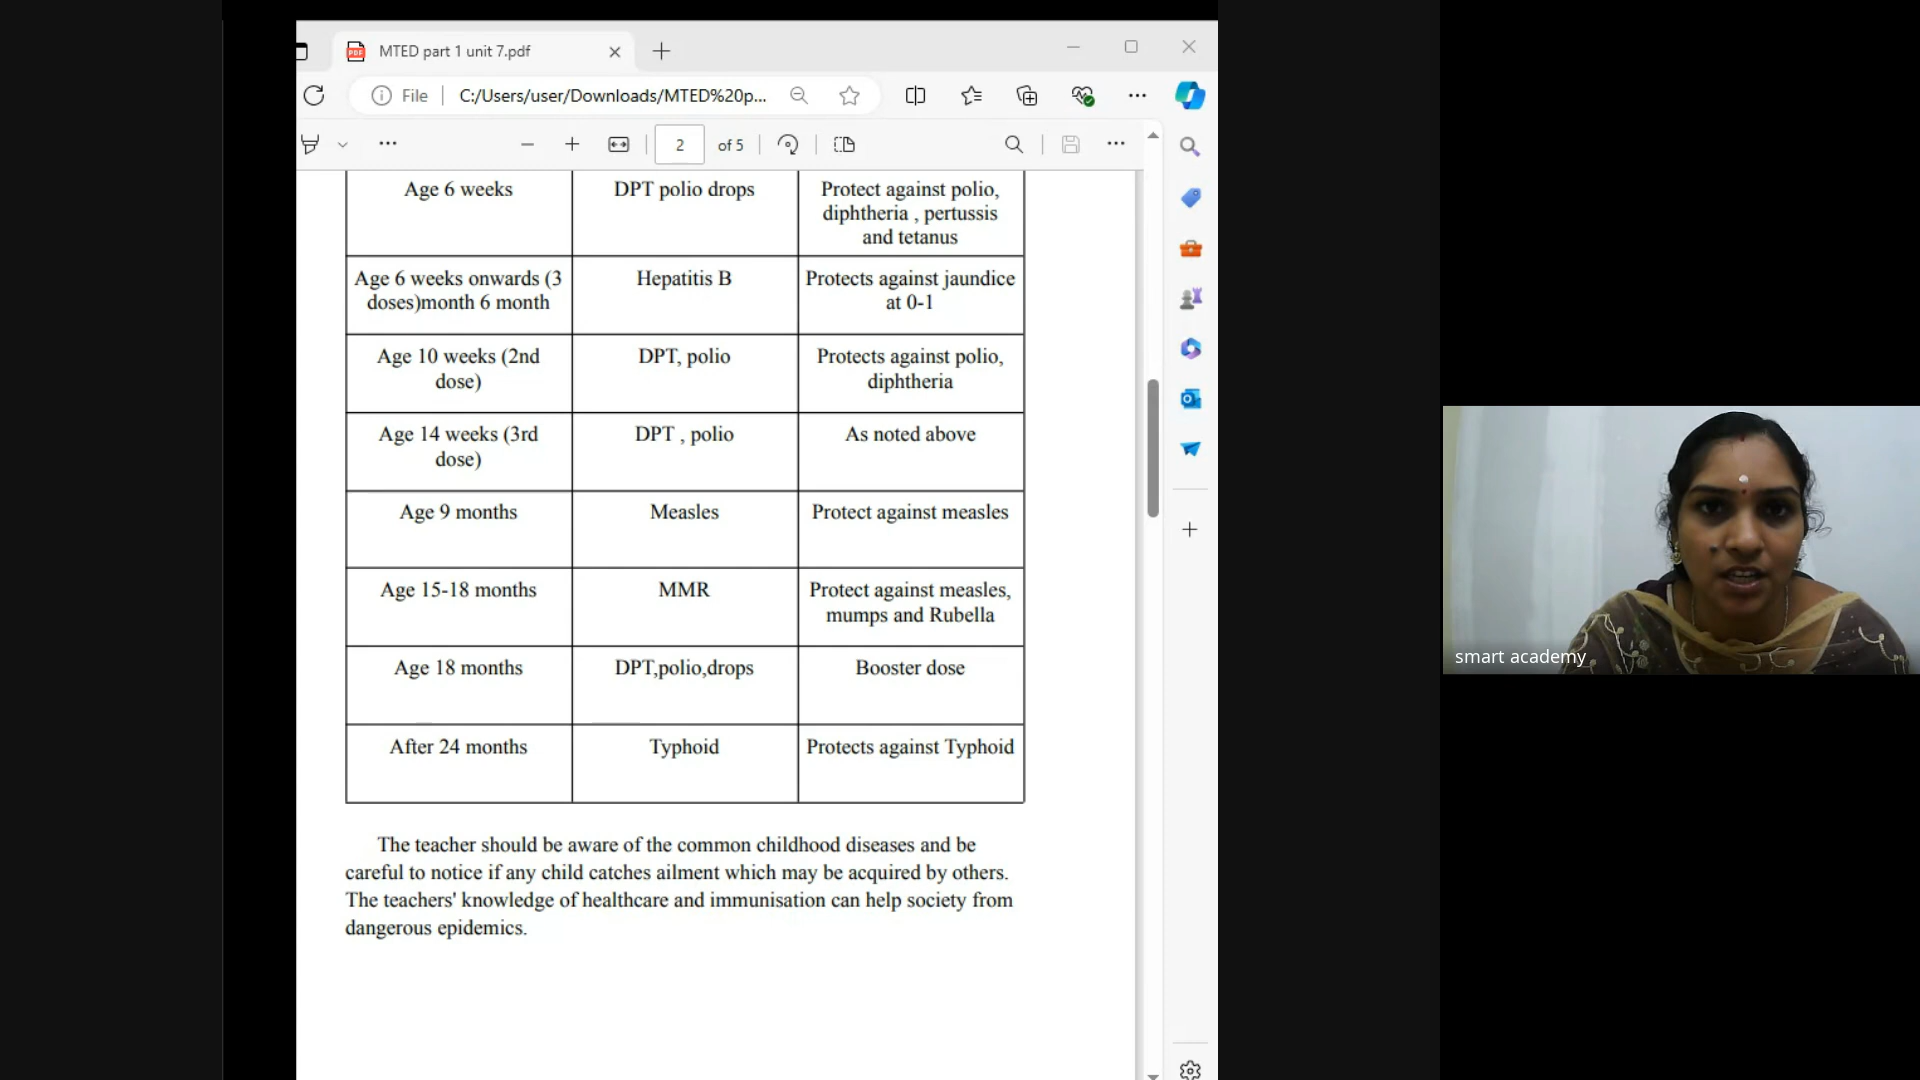 MTED part 1 unit 7.pdf
File
C:/Users/user/Downloads/MTED%20p...
2 of 5
Age 6 weeks
DPT polio drops
Protect against polio,
diphtheria , pertussis
and tetanus
Age 6 weeks onwards (3
doses)month 6 month
Hepatitis B
Protects against jaundice
at 0-1
Age 10 weeks (2nd
dose)
DPT, polio
Protects against polio,
diphtheria
Age 14 weeks (3rd
dose)
DPT , polio
As noted above
Age 9 months
Measles
Protect against measles
Age 15-18 months
MMR
Protect against measles,
mumps and Rubella
Age 18 months
DPT,polio,drops
Booster dose
After 24 months
Typhoid
Protects against Typhoid
The teacher should be aware of the common childhood diseases and be
careful to notice if any child catches ailment which may be acquired by others.
The teachers' knowledge of healthcare and immunisation can help society from
dangerous epidemics.
smart academy